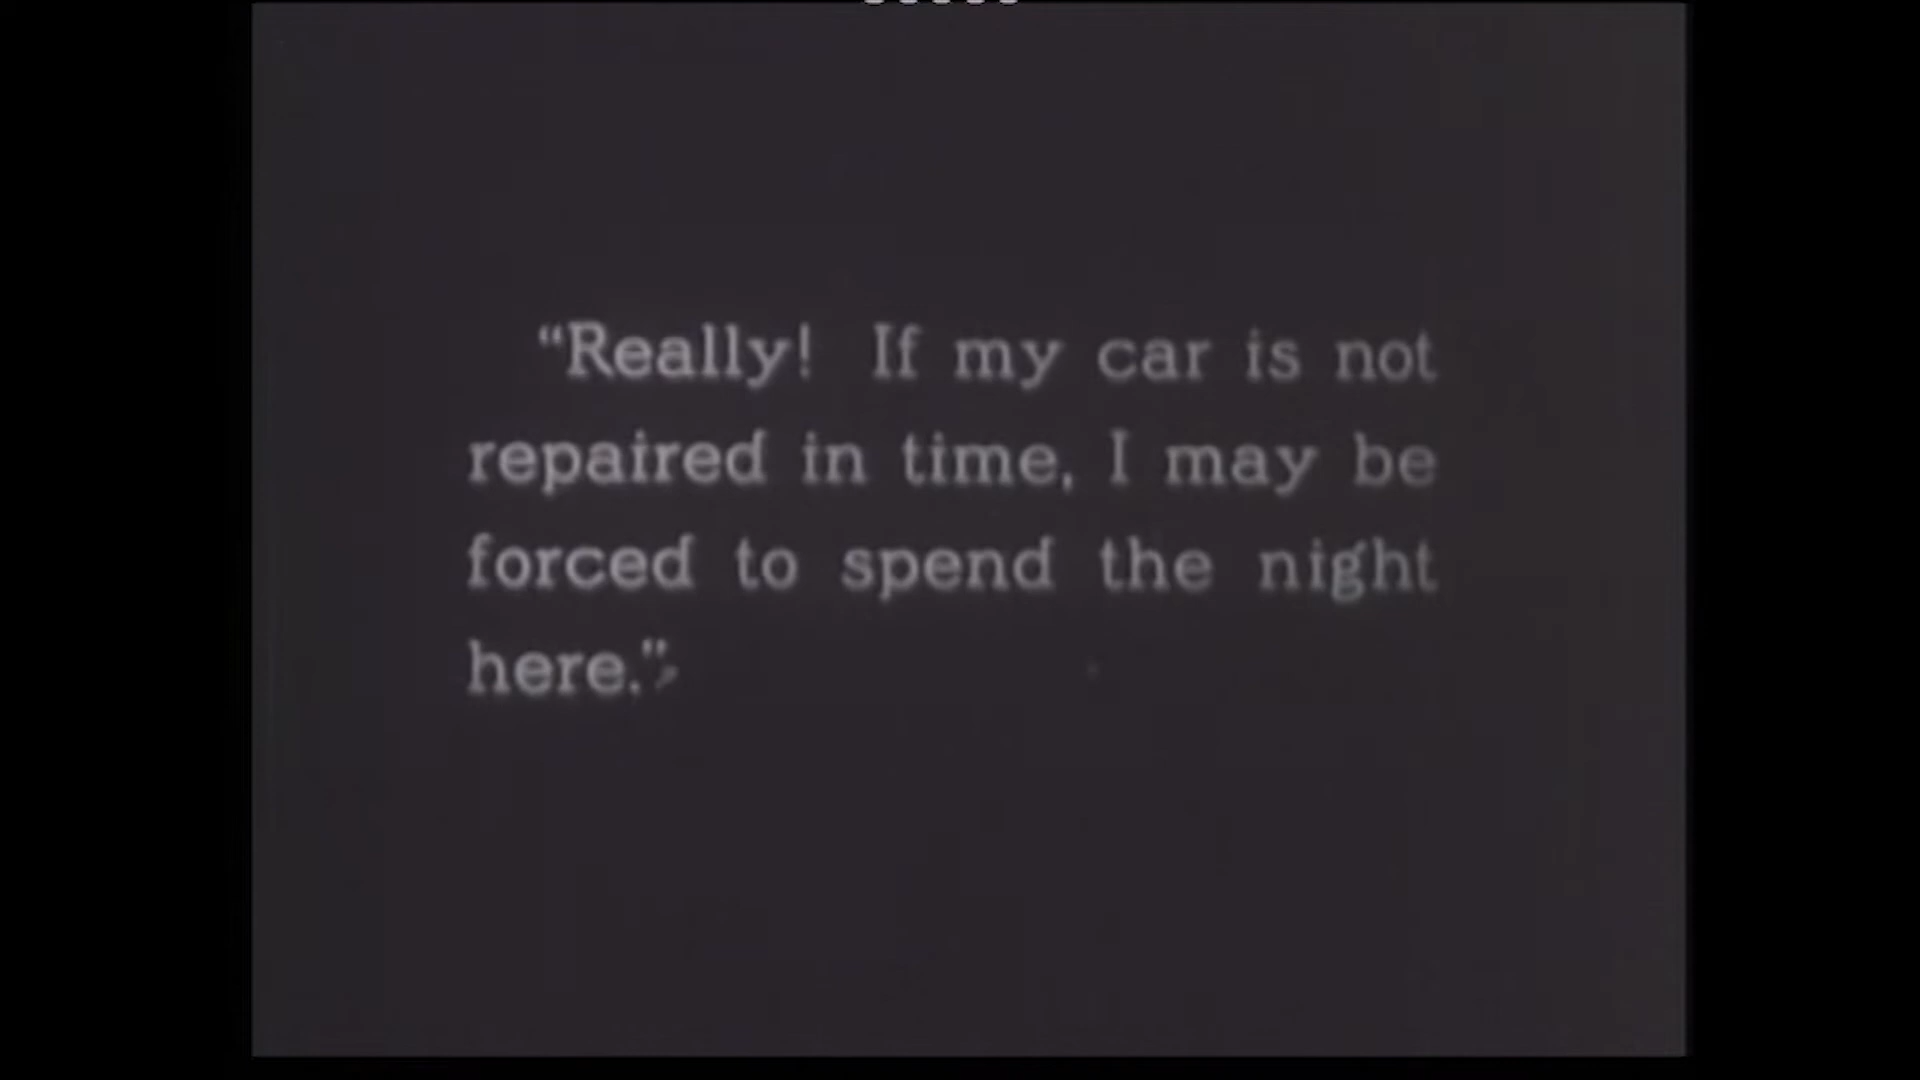 “Really! If my car is not
repaired in time, I may be
forced to spend the night
here.”